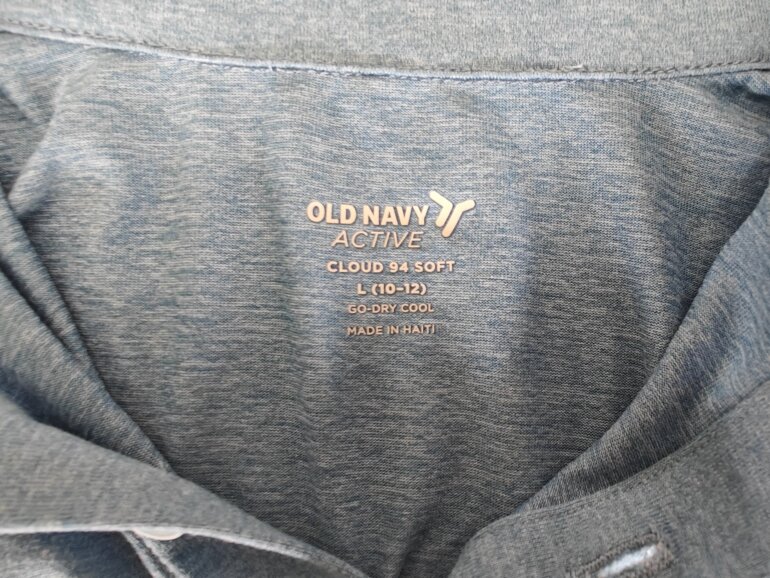 OLD NAVY
ACTIVE
CLOUD 94 SOFT
L (10-12)
GO-DRY COOL
MADE IN HAITI